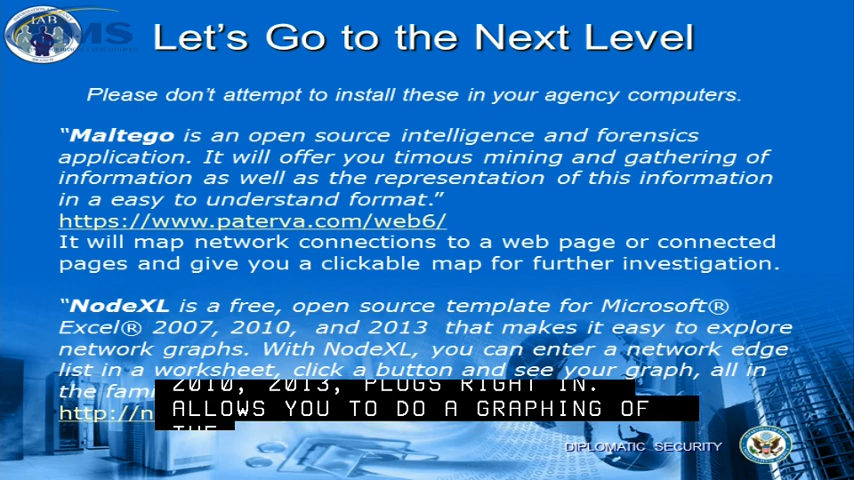 IAB
MS
Let's Go to the Next Level
Please don't attempt to install these in your agency computers.
"Maltego is an open source intelligence and forensics
application. It will offer you timous mining and gathering of
information as well as the representation of this information
in a easy to understand format."
https://www.paterva.com/web6/
It will map network connections to a web page or connected
pages and give you a clickable map for further investigation.
"NodeXL is a free, open source template for Microsoft®
Excel® 2007, 2010, and 2013 that makes it easy to explore
network graphs. With NodeXL, you can enter a network edge
list in a worksheet, click a button and see your graph, all in
the fam
http://n
2010, 2013, PLUGS RIGHT IN.
ALLOWS YOU TO DO A GRAPHING OF
THE
DIPLOMATIC SECURITY